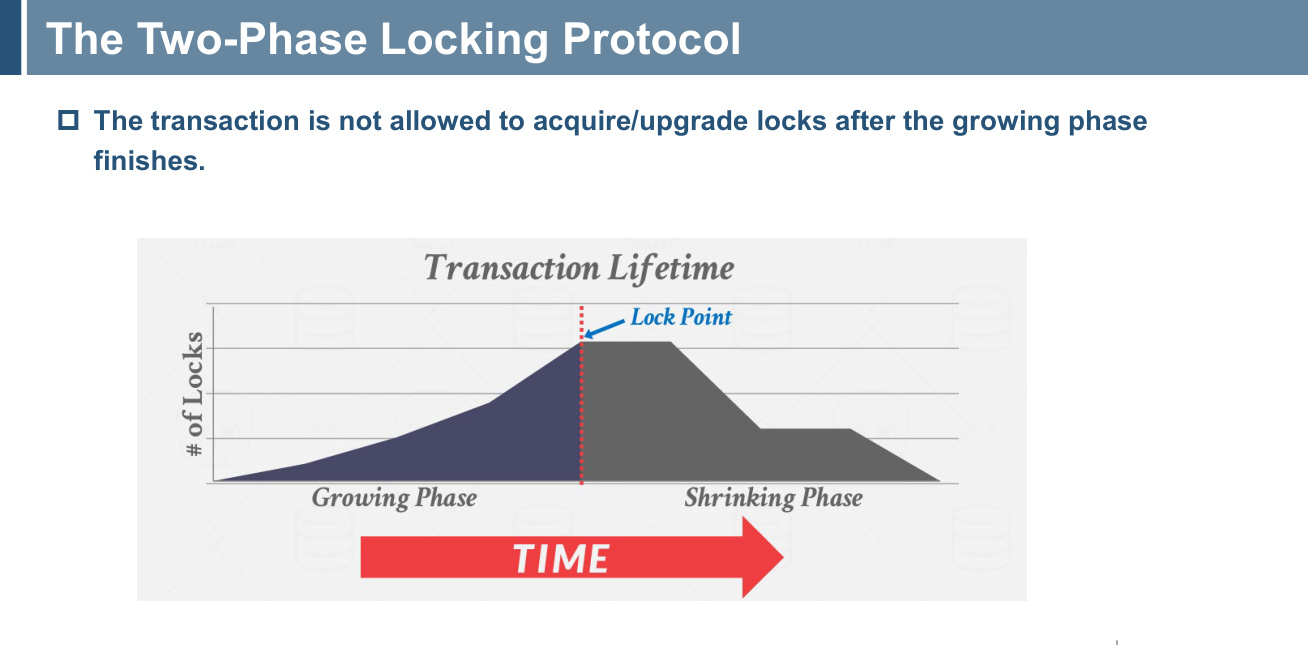 The Two-Phase Locking Protocol
The transaction is not allowed to acquire/upgrade locks after the growing phase
finishes.
Transaction Lifetime
Lock Point
# of Locks
Growing Phase
Shrinking Phase
TIME